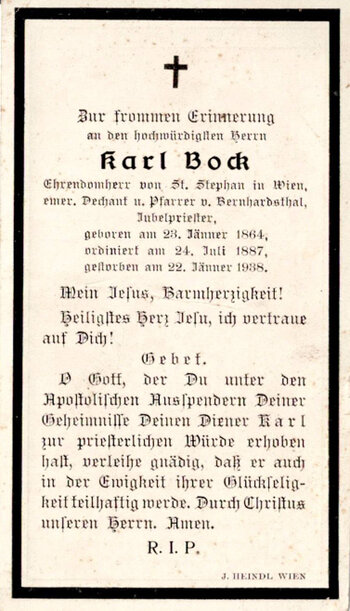 Zur frommen Erinnerung
an den hochwürdigsten Herrn
Karl Bock
Ehrendomherr von St. Stephan in Wien,
emer. Dechant u. Pfarrer v. Bernhardsthal,
Jubelpriester,
geboren am 23. Jänner 1864,
ordiniert am 24. Juli 1887,
gestorben am 22. Jänner 1938.
Mein Jesus, Barmherzigkeit!
Heiligstes Herz Jesu, ich vertraue
auf Dich!
Gebet.
O Gott, der Du unter den
Apostolischen Ausspendern Deiner
Geheimnisse Deinen Diener Karl
zur priesterlichen Würde erhoben
hast, verleihe gnädig, daß er auch
in der Ewigkeit ihrer Glückselig-
keit teilhaftig werde. Durch Christus
unseren Herrn. Amen.
R. I. P.
J. HEINDL WIEN